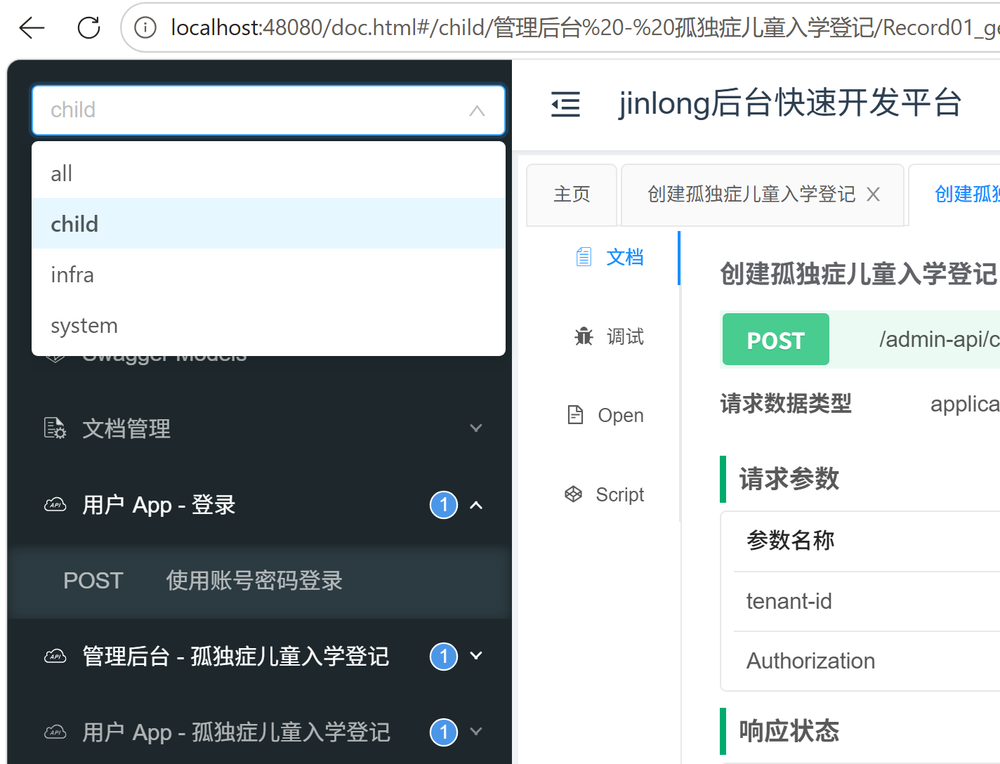 localhost:48080/doc.html#/child/管理后台%20-%20孤独症儿童入学登记/Record01_ge
child
all
child
infra
system
Swagger Models
文档管理
用户 App - 登录
1
POST 使用账号密码登录
管理后台 - 孤独症儿童入学登记
1
用户 App - 孤独症儿童入学登记
1
jinlong后台快速开发平台
主页
创建孤独症儿童入学登记
创建孤独
文档
调试
Open
Script
创建孤独症儿童入学登记
POST /admin-api/c
请求数据类型 applica
请求参数
参数名称
tenant-id
Authorization
响应状态